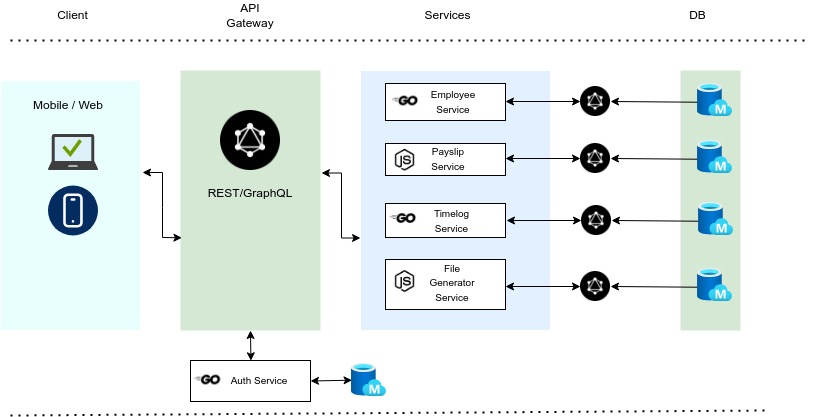 Client
API
Gateway
Services
DB
Mobile / Web
REST/GraphQL
GO
Employee
Service
JS
Payslip
Service
GO
Timelog
Service
JS
File
Generator
Service
M
M
M
M
GO
Auth Service
M